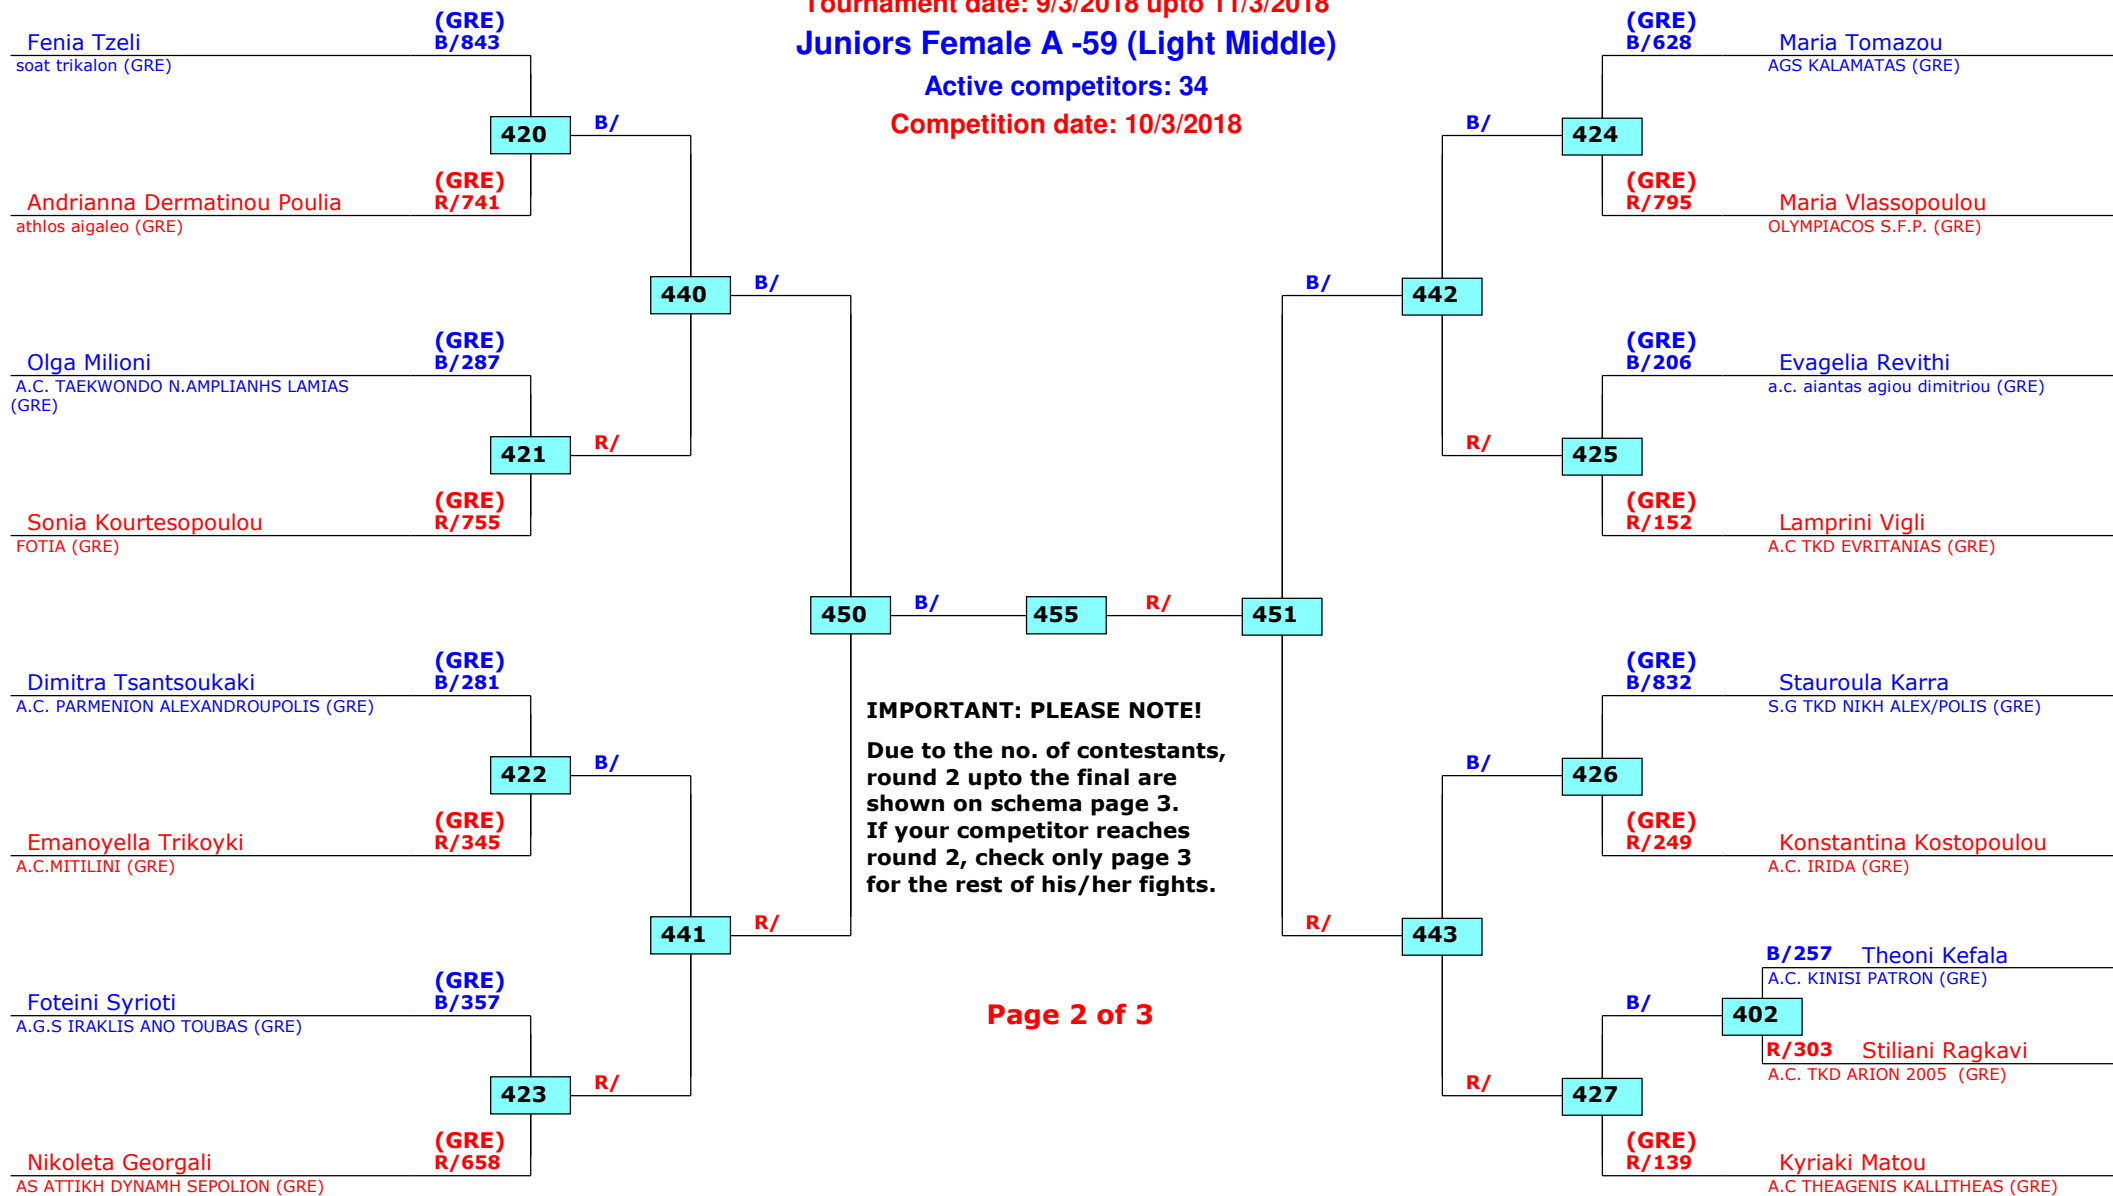 Tournament date: 9/3/2018 upto 11/3/2018
Juniors Female A -59 (Light Middle)
Active competitors: 34
Competition date: 10/3/2018
(GRE)
Fenia Tzeli B/843
soat trikalon (GRE)
420 B/
(GRE)
Andrianna Dermatinou Poulia R/741
athlos aigaleo (GRE)
440 B/
(GRE)
Olga Milioni B/287
A.C. TAEKWONDO N.AMPLIANHS LAMIAS
(GRE)
421 R/
(GRE)
Sonia Kourtesopoulou R/755
FOTIA (GRE)
450 B/ 455 R/ 451
(GRE)
Dimitra Tsantsoukaki B/281
A.C. PARMENION ALEXANDROUPOLIS (GRE)
422 B/
(GRE)
Emanoyella Trikoyki R/345
A.C.MITILINI (GRE)
441 R/
(GRE)
Foteini Syrioti B/357
A.G.S IRAKLIS ANO TOUBAS (GRE)
423 R/
(GRE)
Nikoleta Georgali R/658
AS ATTIKH DYNAMH SEPOLION (GRE)
IMPORTANT: PLEASE NOTE!
Due to the no. of contestants,
round 2 upto the final are
shown on schema page 3.
If your competitor reaches
round 2, check only page 3
for the rest of his/her fights.
Page 2 of 3
(GRE)
B/628 Maria Tomazou
AGS KALAMATAS (GRE)
B/ 424
(GRE)
R/795 Maria Vlassopoulou
OLYMPIACOS S.F.P. (GRE)
B/ 442
(GRE)
B/206 Evagelia Revithi
a.c. aiantas agiou dimitriou (GRE)
R/ 425
(GRE)
R/152 Lamprini Vigli
A.C TKD EVRITANIAS (GRE)
(GRE)
B/832 Stauroula Karra
S.G TKD NIKH ALEX/POLIS (GRE)
B/ 426
(GRE)
R/249 Konstantina Kostopoulou
A.C. IRIDA (GRE)
R/ 443
B/257 Theoni Kefala
A.C. KINISI PATRON (GRE)
B/ 402
R/303 Stiliani Ragkavi
A.C. TKD ARION 2005 (GRE)
R/ 427
(GRE)
R/139 Kyriaki Matou
A.C THEAGENIS KALLITHEAS (GRE)